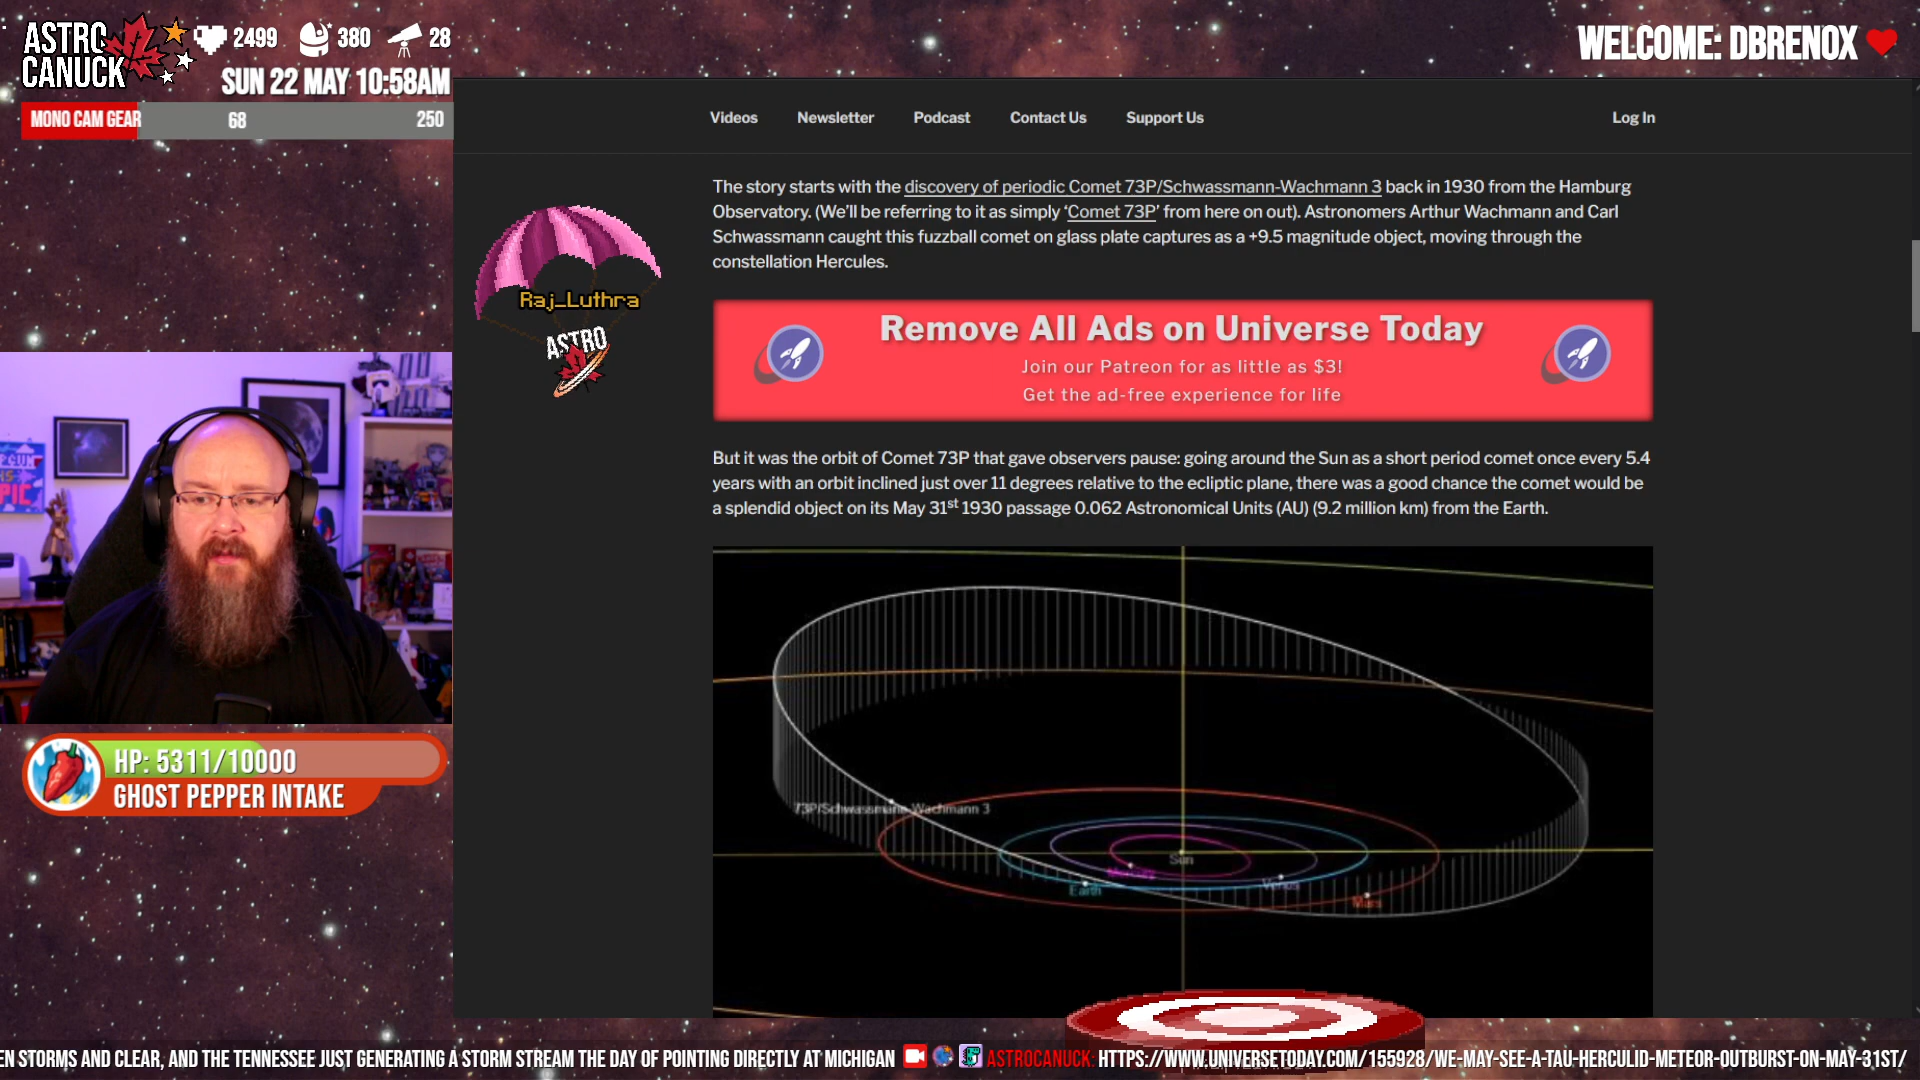 ASTRO
CANUCK
2499
380
28
SUN 22 MAY 10:58AM
MONO CAM GEAR
68
250
WELCOME: DBRENOX
Videos
Newsletter
Podcast
Contact Us
Support Us
Log In
The story starts with the discovery of periodic Comet 73P/Schwassmann-Wachmann 3 back in 1930 from the Hamburg
Observatory. (We'll be referring to it as simply ‘Comet 73P’ from here on out). Astronomers Arthur Wachmann and Carl
Schwassmann caught this fuzzball comet on glass plate captures as a +9.5 magnitude object, moving through the
constellation Hercules.
Raj_Luthra
ASTRO
Remove All Ads on Universe Today
Join our Patreon for as little as $3!
Get the ad-free experience for life
But it was the orbit of Comet 73P that gave observers pause: going around the Sun as a short period comet once every 5.4
years with an orbit inclined just over 11 degrees relative to the ecliptic plane, there was a good chance the comet would be
a splendid object on its May 31st 1930 passage 0.062 Astronomical Units (AU) (9.2 million km) from the Earth.
73P/Schwassmann-Wachmann 3
Sun
Mercury
Earth
Venus
Mars
HP: 5311/10000
GHOST PEPPER INTAKE
EN STORMS AND CLEAR, AND THE TENNESSEE JUST GENERATING A STORM STREAM THE DAY OF POINTING DIRECTLY AT MICHIGAN
ASTROCANUCK: HTTPS://WWW.UNIVERSETODAY.COM/155928/WE-MAY-SEE-A-TAU-HERCULID-METEOR-OUTBURST-ON-MAY-31ST/